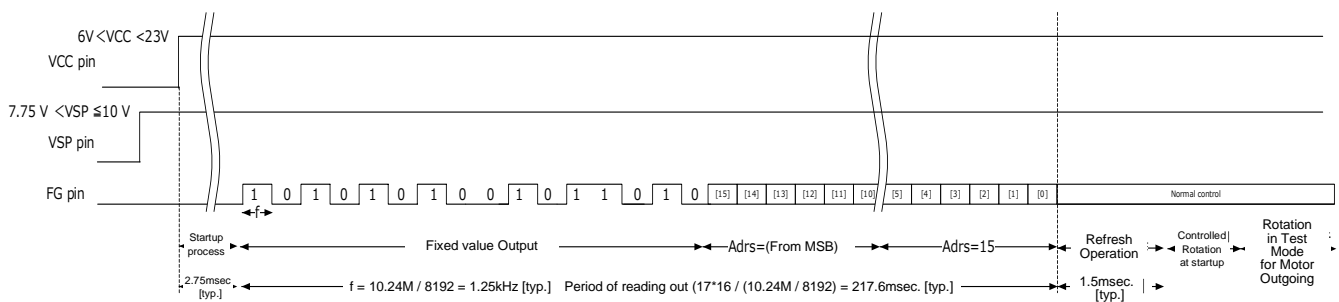 6V<VCC <23V
VCC pin
7.75 V <VSP ≦10 V
VSP pin
FG pin
1 0 1 0 1 0 1 0 0 1 0 1 1 0 1 0 [15] [14] [13] [12] [11] [10] [5] [4] [3] [2] [1] [0] Normal control
f
Startup
process
Fixed value Output
Adrs=(From MSB)
Adrs=15
Refresh
Operation
Controlled
Rotation
at startup
Rotation
in Test
Mode
for Motor
Outgoing
2.75msec
[typ.]
f = 10.24M / 8192 = 1.25kHz [typ.] Period of reading out (17*16 / (10.24M / 8192) = 217.6msec. [typ.]
1.5msec.
[typ.]